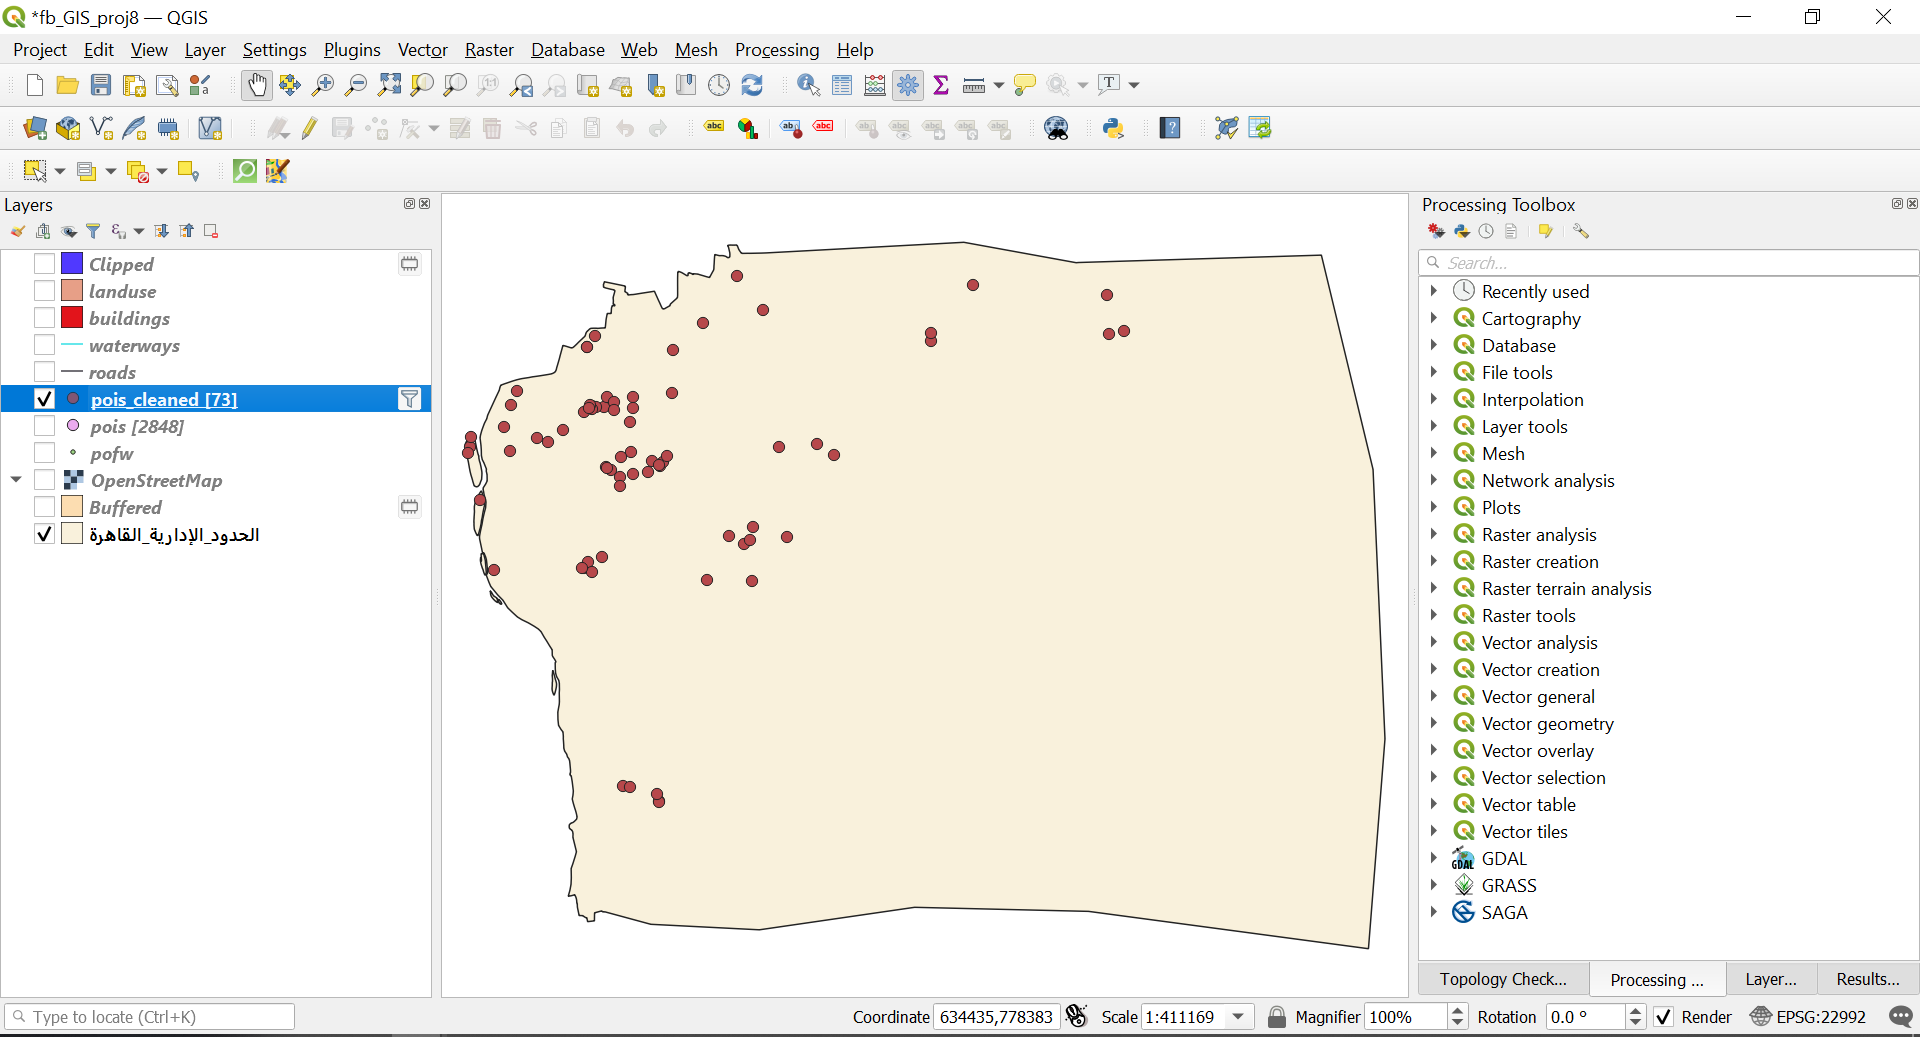 *fb_GIS_proj8 — QGIS
Project Edit View Layer Settings Plugins Vector Raster Database Web Mesh Processing Help
Layers
Clipped
landuse
buildings
waterways
roads
pois_cleaned [73]
pois [2848]
pofw
OpenStreetMap
Buffered
الحدود_الإدارية_القاهرة
Processing Toolbox
Search...
Recently used
Cartography
Database
File tools
Interpolation
Layer tools
Mesh
Network analysis
Plots
Raster analysis
Raster creation
Raster terrain analysis
Raster tools
Vector analysis
Vector creation
Vector general
Vector geometry
Vector overlay
Vector selection
Vector table
Vector tiles
GDAL
GRASS
SAGA
Topology Check... Processing ... Layer... Results...
Type to locate (Ctrl+K) Coordinate 634435,778383 Scale 1:411169 Magnifier 100% Rotation 0.0 ° Render EPSG:22992